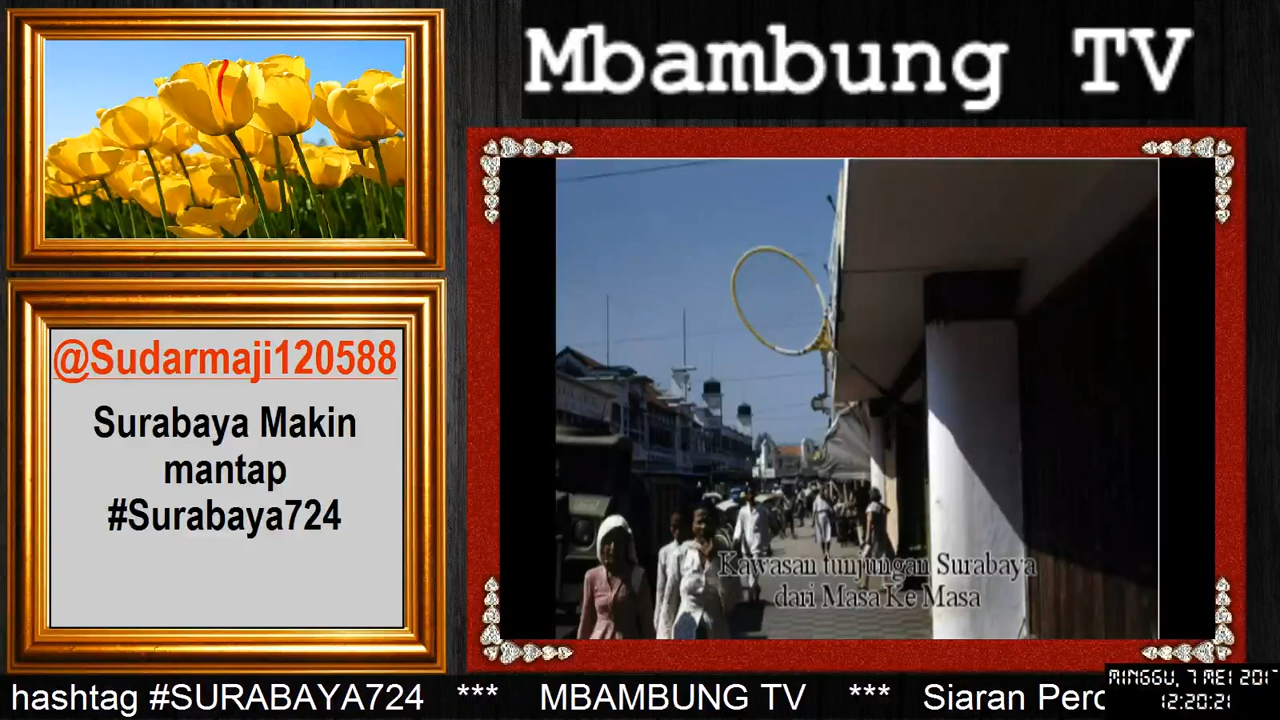 Mbambung TV
@Sudarmaji120588
Surabaya Makin
mantap
#Surabaya724
Kawasan tunjungan Surabaya
dari Masa Ke Masa
hashtag #SURABAYA724 *** MBAMBUNG TV *** Siaran Perc
MINGGU, 7 MEI 2017
12:20:21